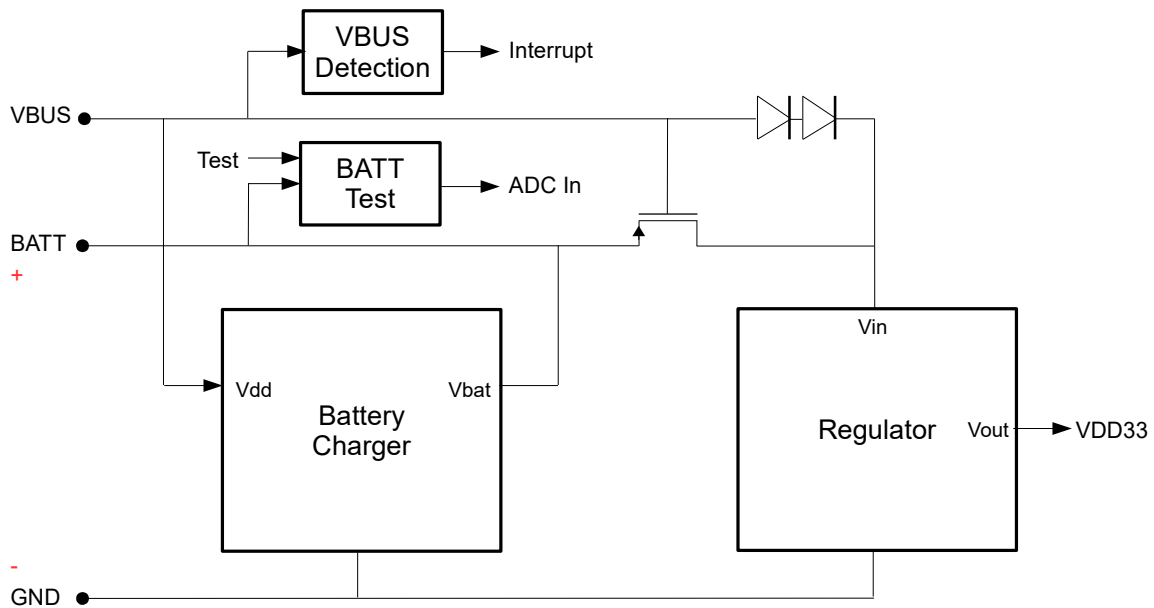 VBUS
Detection
Interrupt
VBUS
Test
BATT
Test
ADC In
BATT
+
Vin
Vdd
Vbat
Battery
Charger
Regulator
Vout
VDD33
-
GND